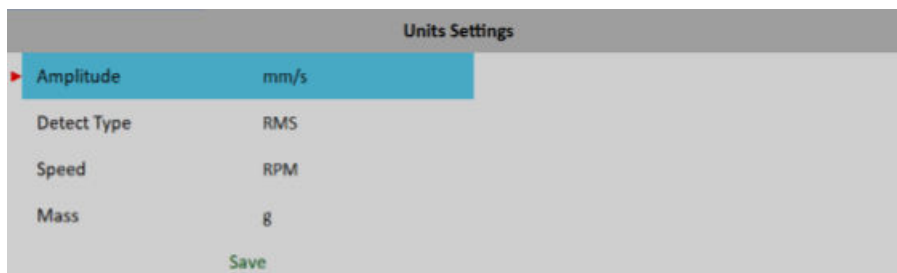 Units Settings
Amplitude mm/s
Detect Type RMS
Speed RPM
Mass g
Save